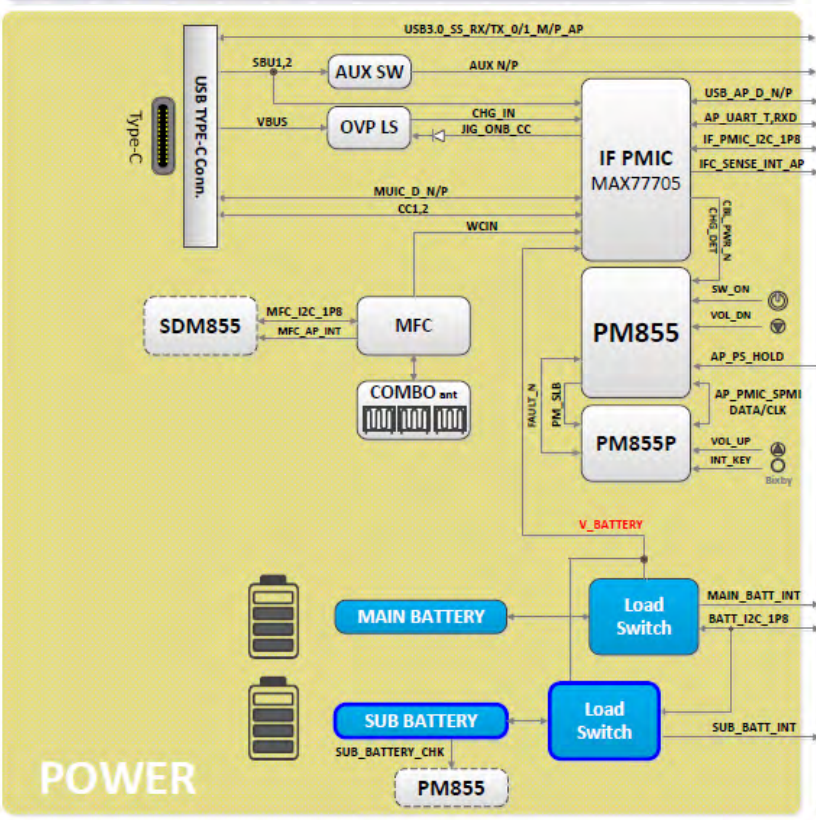 USB3.0_SS_RX/TX_0/1_M/P_AP
SBU1,2
AUX SW
AUX N/P
USB TYPE-C Conn.
Type-C
VBUS
OVP LS
CHG_IN
JIG_ONB_CC
IF PMIC
MAX77705
USB_AP_D_N/P
AP_UART_T,RXD
IF_PMIC_I2C_1P8
IFC_SENSE_INT_AP
MUIC_D_N/P
CC1,2
WCIN
CBL_PWR_N
CHG_DET
SDM855
MFC_I2C_1P8
MFC_AP_INT
MFC
COMBO ant
PM855
SW_ON
VOL_DN
AP_PS_HOLD
FAULT_N
PM_SLB
AP_PMIC_SPMI
DATA/CLK
PM855P
VOL_UP
INT_KEY
Bixby
V_BATTERY
MAIN BATTERY
Load
Switch
MAIN_BATT_INT
BATT_I2C_1P8
SUB BATTERY
Load
Switch
SUB_BATT_INT
SUB_BATTERY_CHK
PM855
POWER